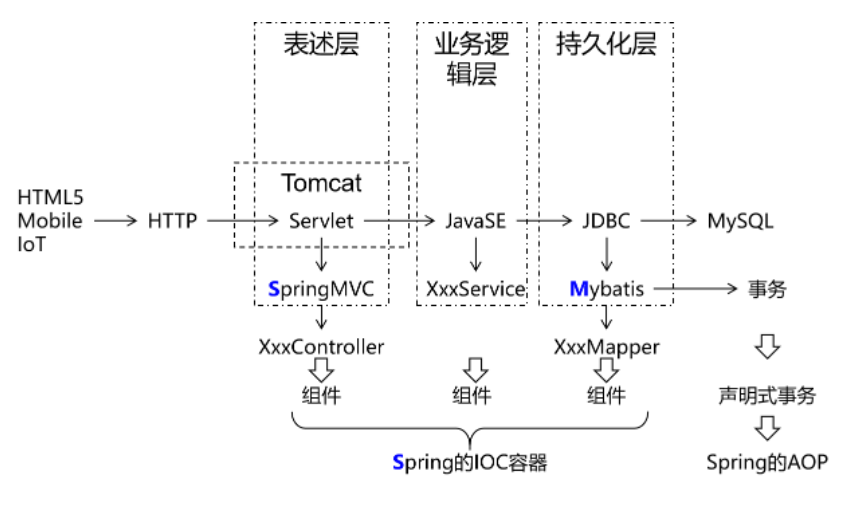 表述层
业务逻
辑层
持久化层
Tomcat
HTML5
Mobile
IoT
HTTP
Servlet
JavaSE
JDBC
MySQL
SpringMVC
XxxService
Mybatis
事务
XxxController
XxxMapper
组件
组件
组件
声明式事务
Spring的IOC容器
Spring的AOP